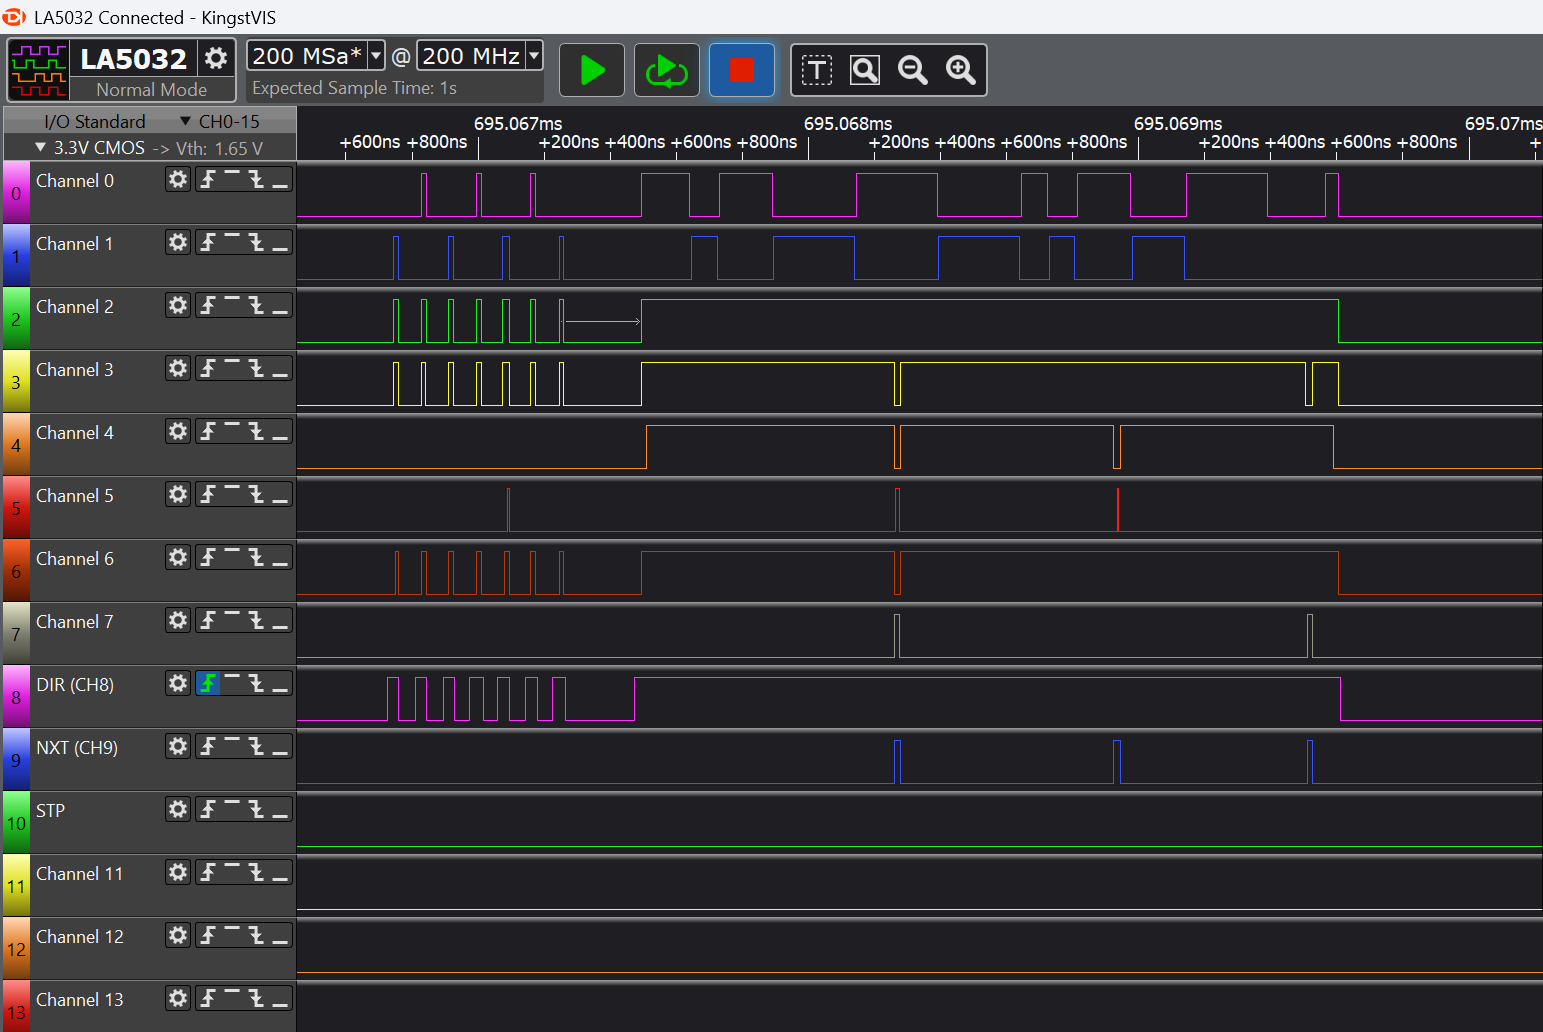 LA5032 Connected - KingstVIS
LA5032
Normal Mode
200 MSa* @ 200 MHz
Expected Sample Time: 1s
T
I/O Standard CH0-15
3.3V CMOS -> Vth: 1.65 V
695.067ms 695.068ms 695.069ms 695.07ms
+600ns +800ns +200ns +400ns +600ns +800ns +200ns +400ns +600ns +800ns +200ns +400ns +600ns +800ns +
0 Channel 0
1 Channel 1
2 Channel 2
3 Channel 3
4 Channel 4
5 Channel 5
6 Channel 6
7 Channel 7
8 DIR (CH8)
9 NXT (CH9)
10 STP
11 Channel 11
12 Channel 12
13 Channel 13